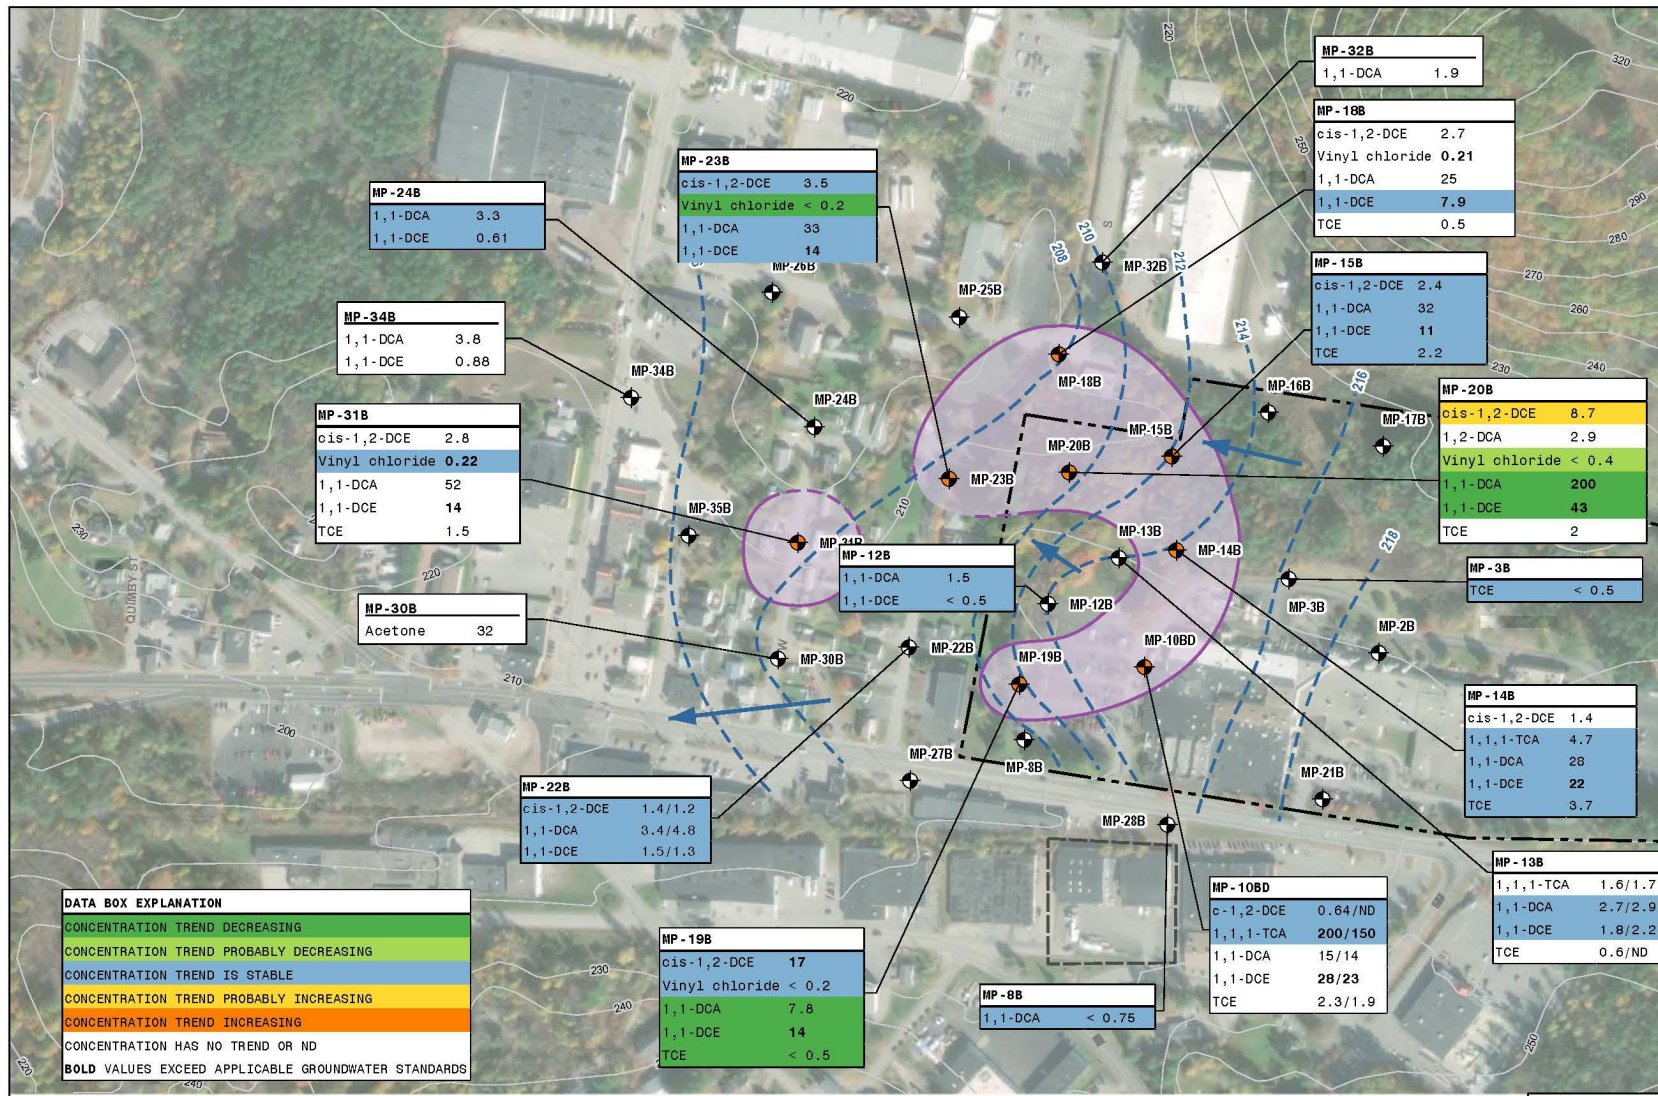 MP-32B
1,1-DCA 1.9
MP-18B
cis-1,2-DCE 2.7
Vinyl chloride 0.21
1,1-DCA 25
1,1-DCE 7.9
TCE 0.5
MP-23B
cis-1,2-DCE 3.5
Vinyl chloride < 0.2
1,1-DCA 33
1,1-DCE 14
MP-24B
1,1-DCA 3.3
1,1-DCE 0.61
MP-15B
cis-1,2-DCE 2.4
1,1-DCA 32
1,1-DCE 11
TCE 2.2
MP-34B
1,1-DCA 3.8
1,1-DCE 0.88
MP-20B
cis-1,2-DCE 8.7
1,2-DCA 2.9
Vinyl chloride < 0.4
1,1-DCA 200
1,1-DCE 43
TCE 2
MP-31B
cis-1,2-DCE 2.8
Vinyl chloride 0.22
1,1-DCA 52
1,1-DCE 14
TCE 1.5
MP-12B
1,1-DCA 1.5
1,1-DCE < 0.5
MP-3B
TCE < 0.5
MP-30B
Acetone 32
MP-14B
cis-1,2-DCE 1.4
1,1,1-TCA 4.7
1,1-DCA 28
1,1-DCE 22
TCE 3.7
MP-22B
cis-1,2-DCE 1.4/1.2
1,1-DCA 3.4/4.8
1,1-DCE 1.5/1.3
MP-13B
1,1,1-TCA 1.6/1.7
1,1-DCA 2.7/2.9
1,1-DCE 1.8/2.2
TCE 0.6/ND
MP-10BD
c-1,2-DCE 0.64/ND
1,1,1-TCA 200/150
1,1-DCA 15/14
1,1-DCE 28/23
TCE 2.3/1.9
MP-19B
cis-1,2-DCE 17
Vinyl chloride < 0.2
1,1-DCA 7.8
1,1-DCE 14
TCE < 0.5
MP-8B
1,1-DCA < 0.75
DATA BOX EXPLANATION
CONCENTRATION TREND DECREASING
CONCENTRATION TREND PROBABLY DECREASING
CONCENTRATION TREND IS STABLE
CONCENTRATION TREND PROBABLY INCREASING
CONCENTRATION TREND INCREASING
CONCENTRATION HAS NO TREND OR ND
BOLD VALUES EXCEED APPLICABLE GROUNDWATER STANDARDS
MP-26B
MP-25B
MP-32B
MP-34B
MP-24B
MP-18B
MP-16B
MP-17B
MP-15B
MP-20B
MP-23B
MP-35B
MP-31B
MP-13B
MP-14B
MP-12B
MP-3B
MP-2B
MP-10BD
MP-19B
MP-22B
MP-30B
MP-27B
MP-8B
MP-21B
MP-28B
QUIMBY ST
S
W
208
210
212
214
216
218
220
220
320
250
290
280
270
260
240
230
230
220
210
210
200
230
240
220
240
250